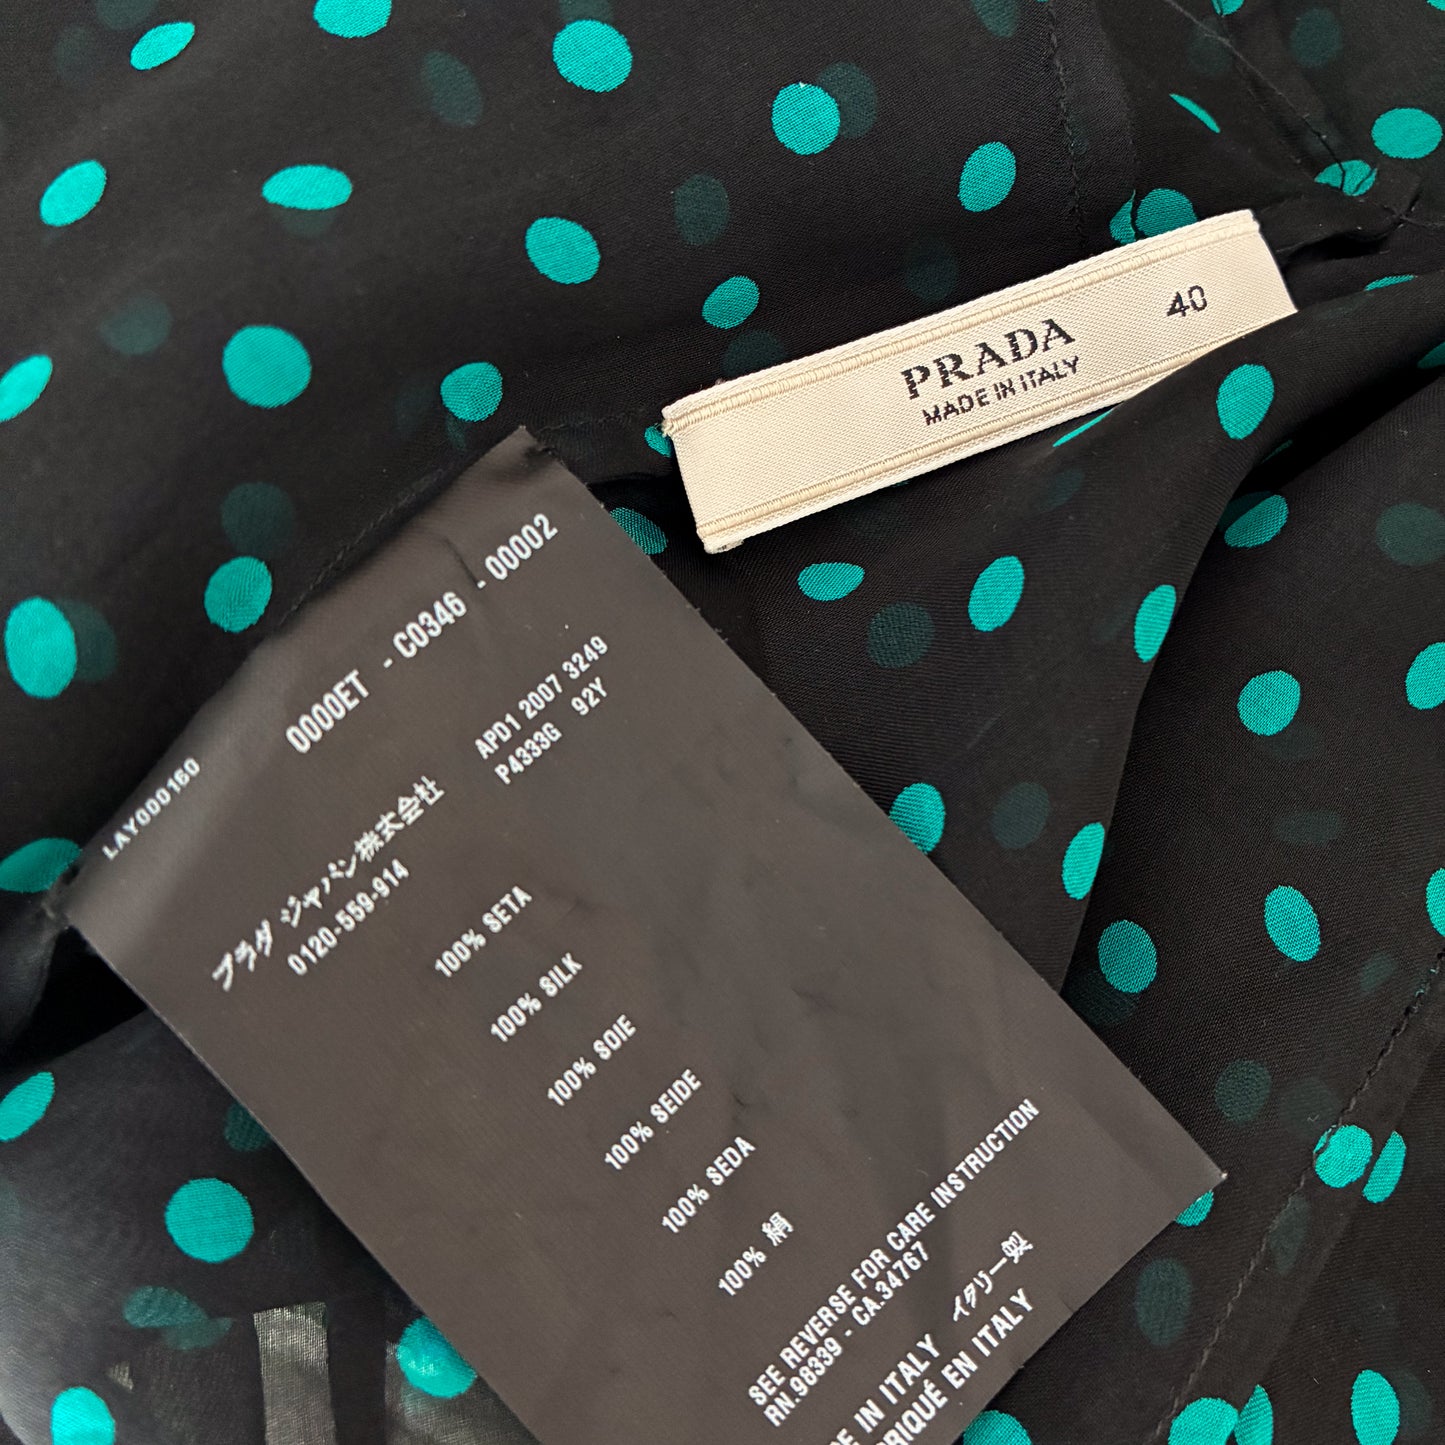 PRADA
MADE IN ITALY
40
0000ET - C0346 - 00002
APD1 2007 3249
P4333G 92Y
LAY000160
プラダ ジャパン株式会社
0120-559-914
100% SETA
100% SILK
100% SOIE
100% SEIDE
100% SEDA
100% 絹
SEE REVERSE FOR CARE INSTRUCTION
RN.98339 - CA.34767
IN ITALY イタリー製
EN ITALY